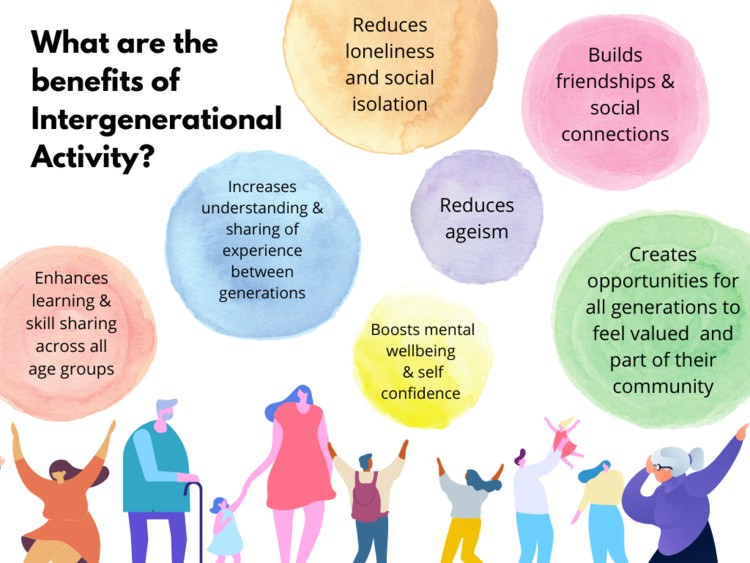 What are the
benefits of
Intergenerational
Activity?
Reduces
loneliness
and social
isolation
Builds
friendships &
social
connections
Increases
understanding &
sharing of
experience
between
generations
Reduces
ageism
Enhances
learning &
skill sharing
across all
age groups
Boosts mental
wellbeing
& self
confidence
Creates
opportunities for
all generations to
feel valued and
part of their
community